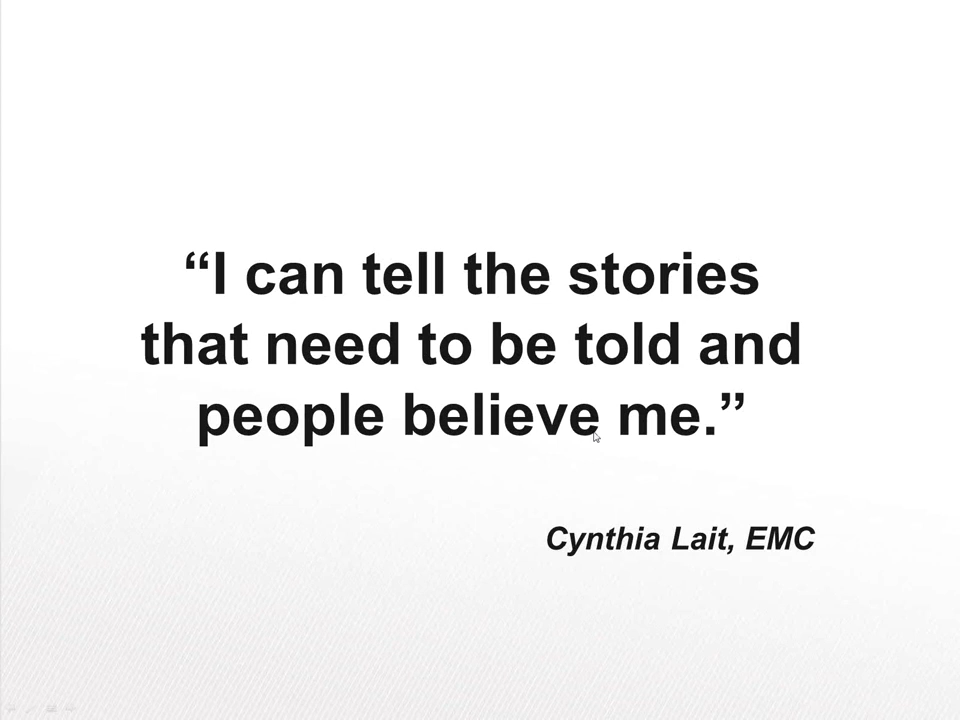 “I can tell the stories
that need to be told and
people believe me.”
Cynthia Lait, EMC